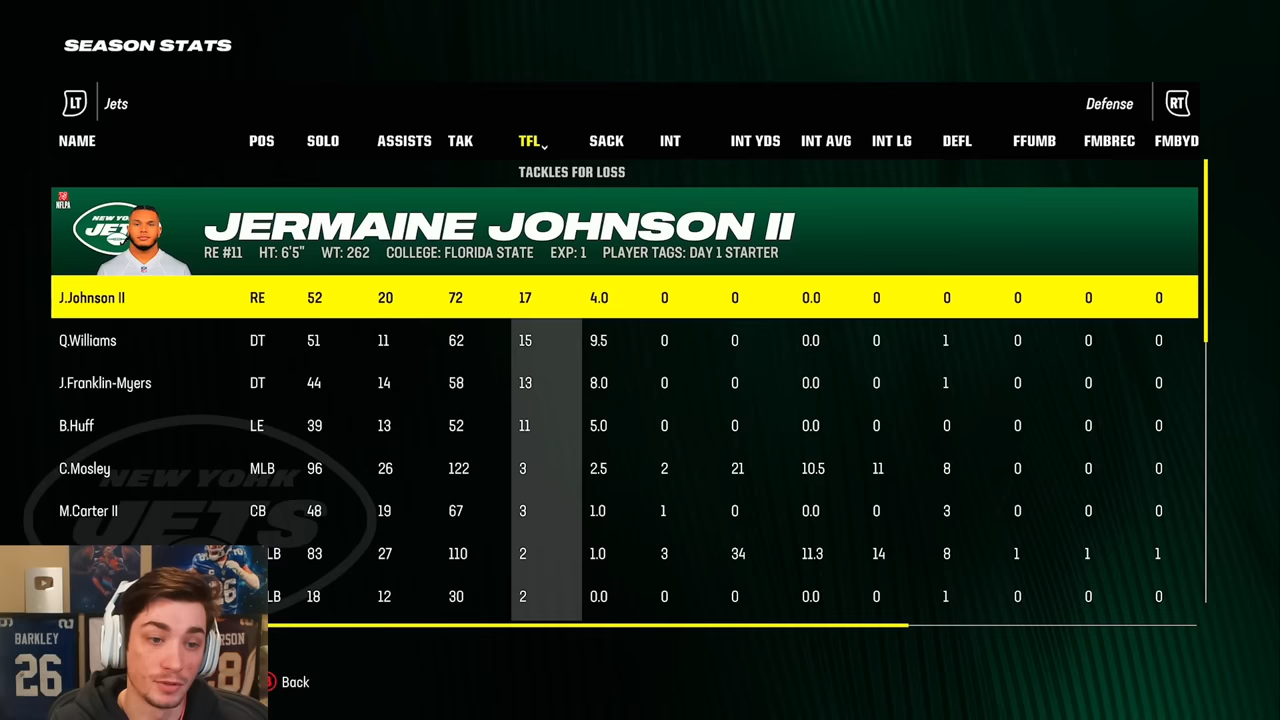 SEASON STATS
LT Jets Defense RT
NAME POS SOLO ASSISTS TAK TFL SACK INT INT YDS INT AVG INT LG DEFL FFUMB FMBREC FMBYD
TACKLES FOR LOSS
NFLPA
NEW YORK JETS
JERMAINE JOHNSON II
RE #11 HT: 6'5" WT: 262 COLLEGE: FLORIDA STATE EXP: 1 PLAYER TAGS: DAY 1 STARTER
J.Johnson II RE 52 20 72 17 4.0 0 0 0.0 0 0 0 0 0
Q.Williams DT 51 11 62 15 9.5 0 0 0.0 0 1 0 0 0
J.Franklin-Myers DT 44 14 58 13 8.0 0 0 0.0 0 1 0 0 0
B.Huff LE 39 13 52 11 5.0 0 0 0.0 0 0 0 0 0
C.Mosley MLB 96 26 122 3 2.5 2 21 10.5 11 8 0 0 0
M.Carter II CB 48 19 67 3 1.0 1 0 0.0 0 3 0 0 0
LB 83 27 110 2 1.0 3 34 11.3 14 8 1 1 1
LB 18 12 30 2 0.0 0 0 0.0 0 1 0 0 0
NEW YORK
JETS
26
BARKLEY
26
RSON
8
Back